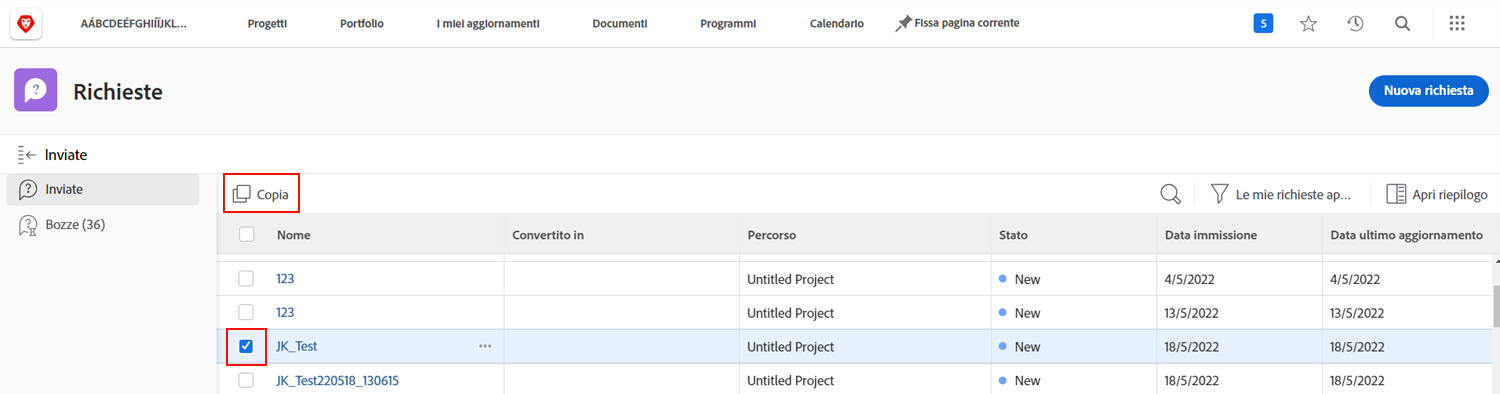 AÁBCDEÉFGHIÍÏJKL... Progetti Portfolio I miei aggiornamenti Documenti Programmi Calendario Fissa pagina corrente 5
? Richieste Nuova richiesta
Inviate
Inviate
Bozze (36)
Copia Le mie richieste ap... Apri riepilogo
Nome Convertito in Percorso Stato Data immissione Data ultimo aggiornamento
123 Untitled Project New 4/5/2022 4/5/2022
123 Untitled Project New 13/5/2022 13/5/2022
JK_Test ••• Untitled Project New 18/5/2022 18/5/2022
JK_Test220518_130615 Untitled Project New 18/5/2022 18/5/2022